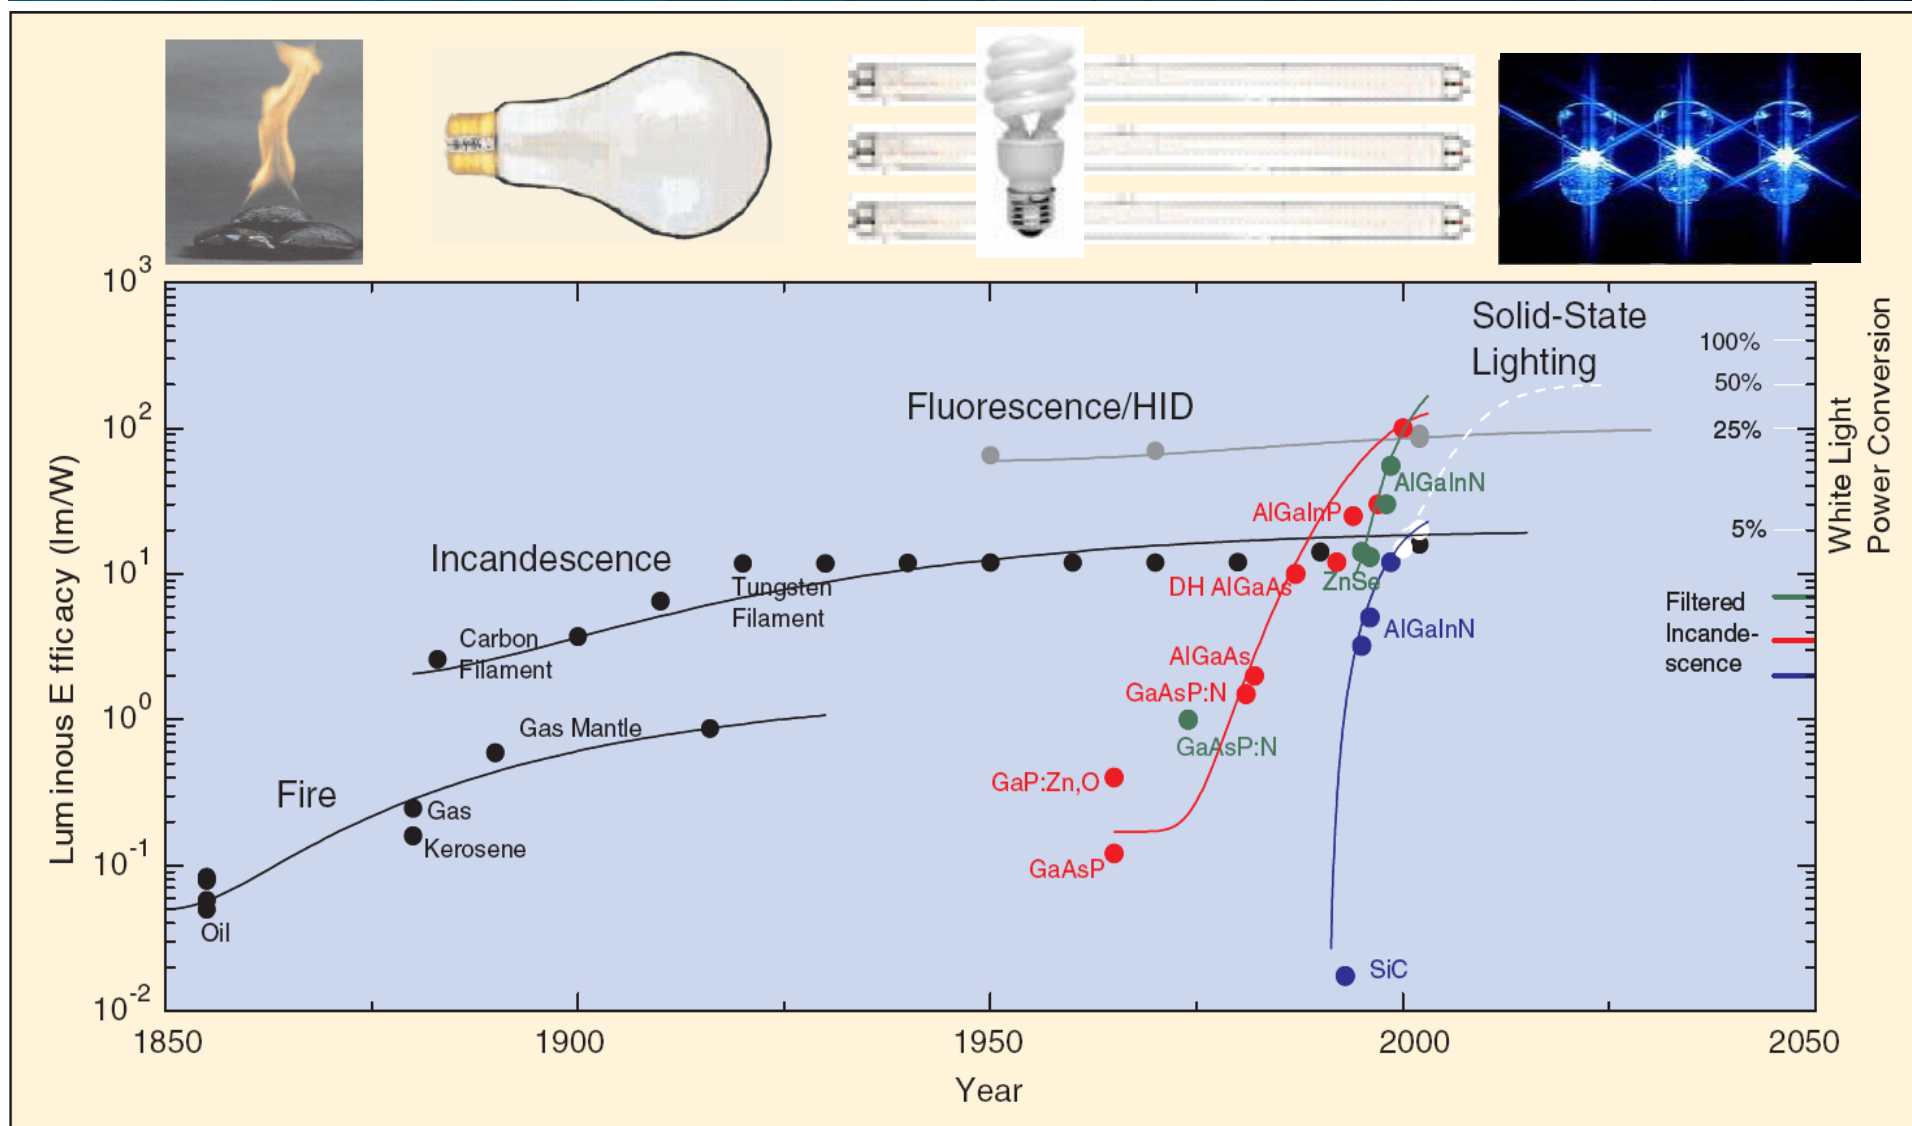 10^3
10^2
10^1
10^0
10^-1
10^-2
Luminous E fficacy (lm/W)
1850
1900
1950
2000
2050
Year
Fire
Oil
Gas
Kerosene
Gas Mantle
Incandescence
Carbon
Filament
Tungsten
Filament
Fluorescence/HID
Solid-State
Lighting
GaAsP
GaP:Zn,O
GaAsP:N
GaAsP:N
AlGaAs
DH AlGaAs
AlGaInP
ZnSe
AlGaInN
AlGaInN
SiC
100%
50%
25%
5%
Filtered
Incande-
scence
White Light
Power Conversion